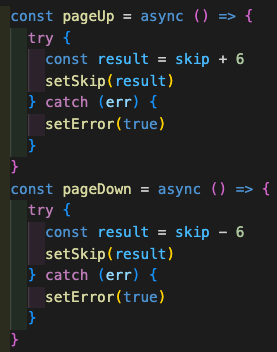 const pageUp = async () => {
  try {
    const result = skip + 6
    setSkip(result)
  } catch (err) {
    setError(true)
  }
}
const pageDown = async () => {
  try {
    const result = skip - 6
    setSkip(result)
  } catch (err) {
    setError(true)
  }
}